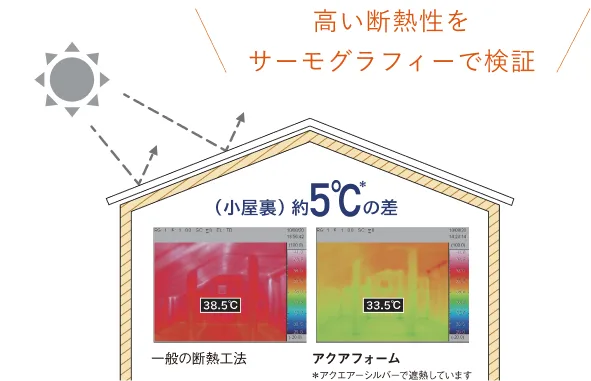 高い断熱性を
サーモグラフィーで検証
（小屋裏）約5℃*の差
38.5℃
33.5℃
一般の断熱工法
アクアフォーム
＊アクエアーシルバーで遮熱しています